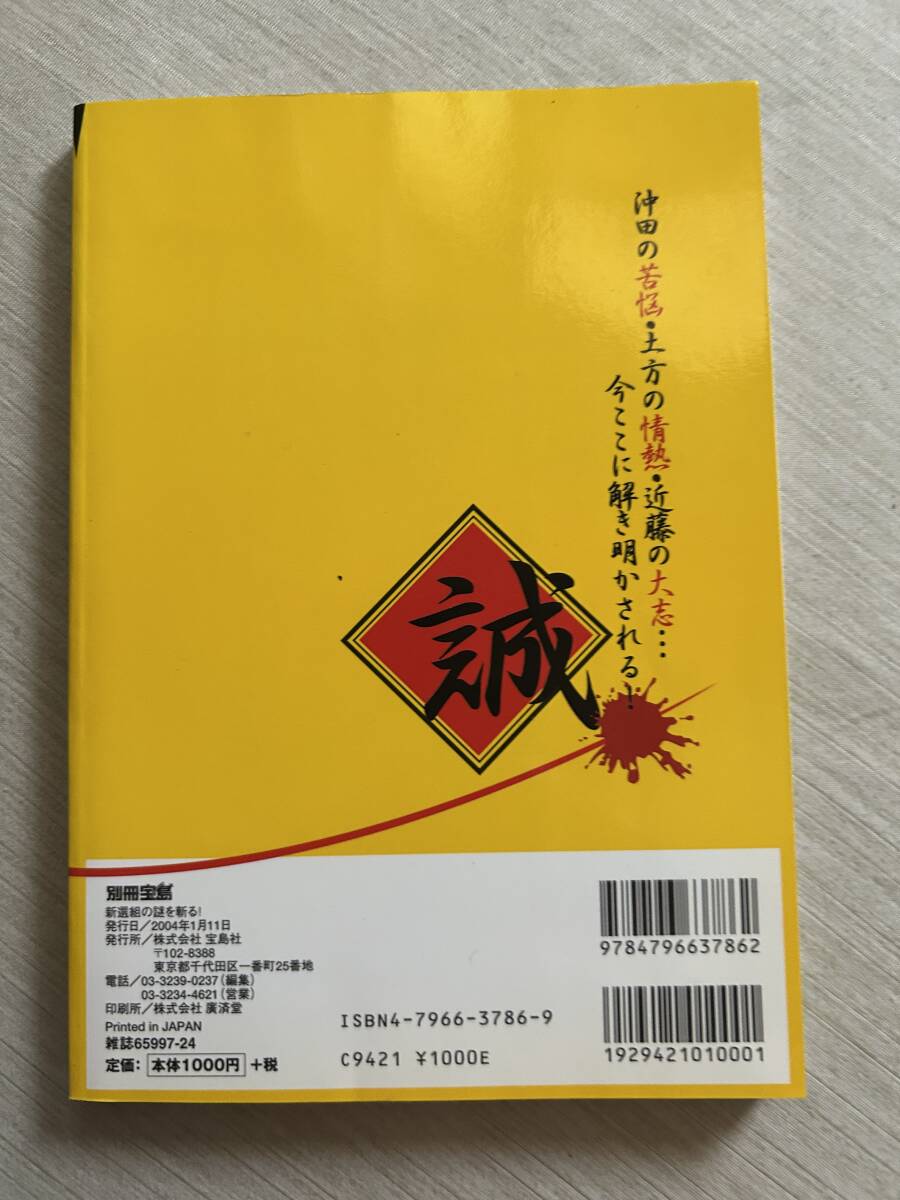 沖田の苦悩・土方の情熱・近藤の大志…
今ここに解き明かされる!
誠
別冊宝島
新選組の謎を斬る!
発行日/2004年1月11日
発行所/株式会社 宝島社
〒102-8388
東京都千代田区一番町25番地
電話/03-3239-0237(編集)
03-3234-4621(営業)
印刷所/株式会社 廣済堂
Printed in JAPAN
雑誌65997-24
定価: 本体1000円 +税
ISBN4-7966-3786-9
C9421 ¥1000E
9784796637862
1929421010001